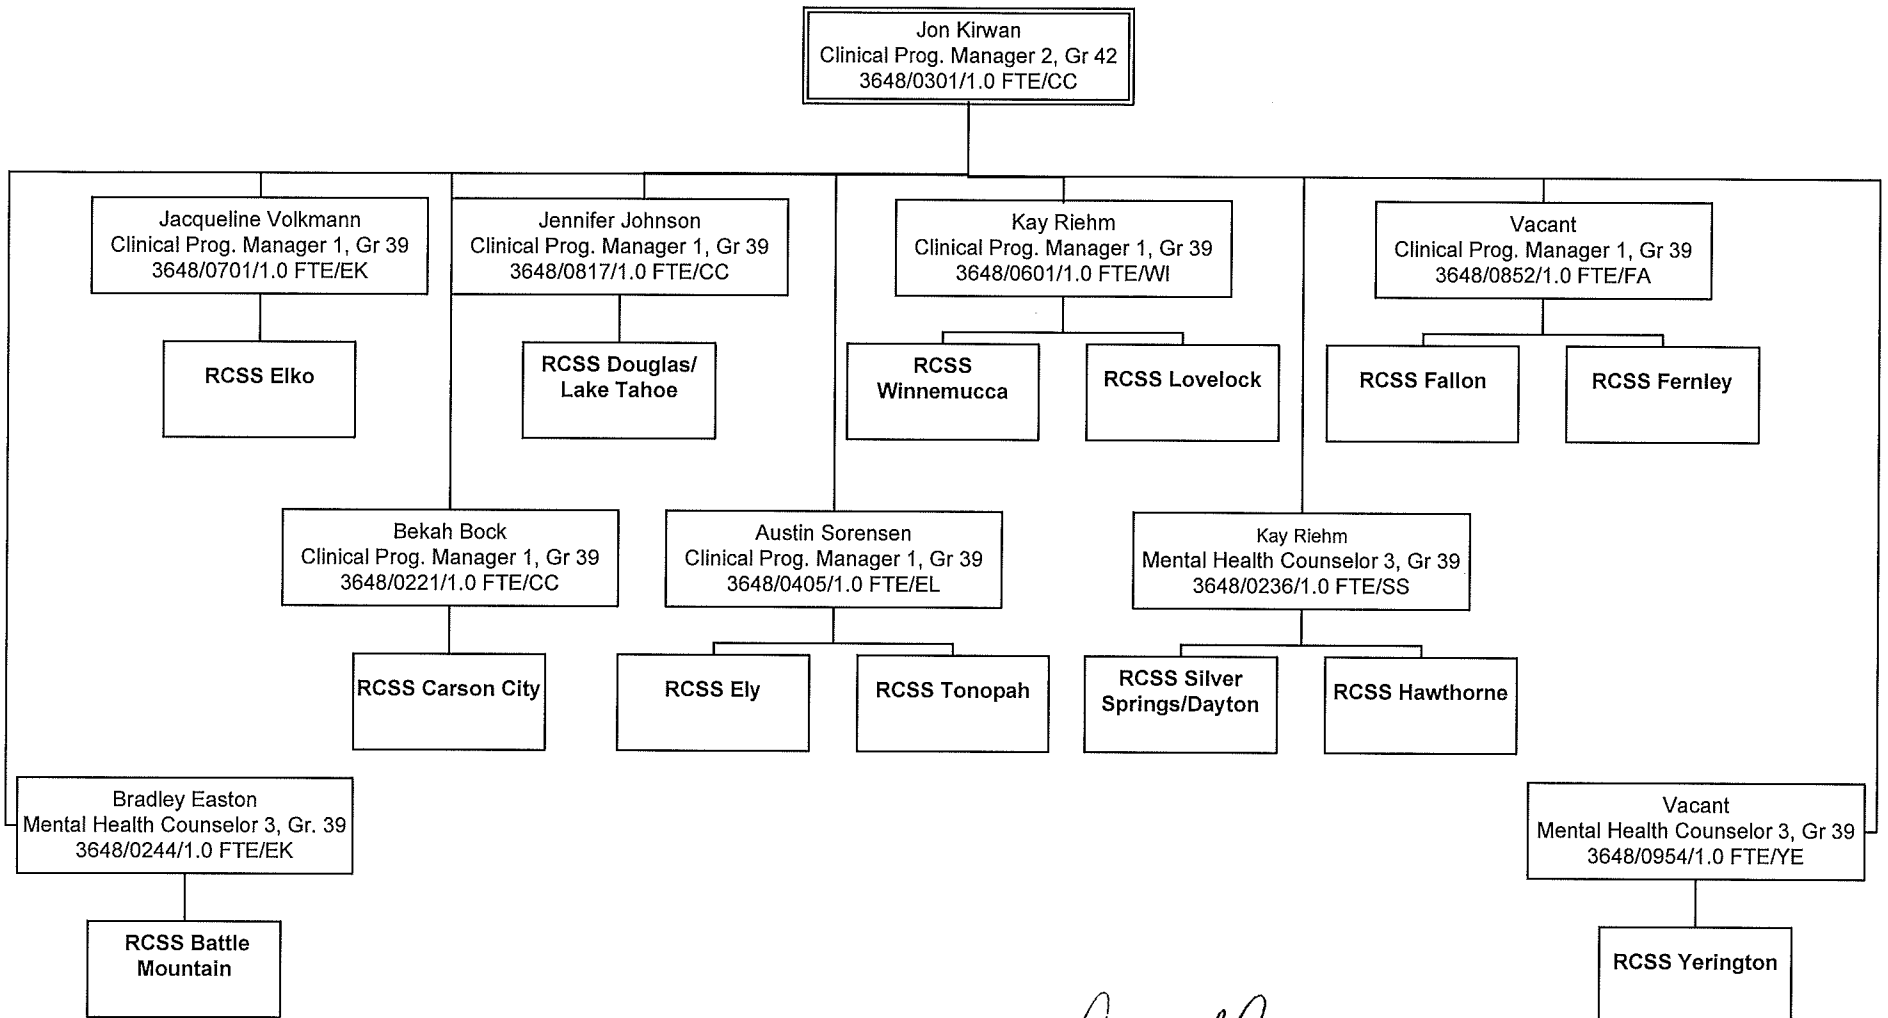 Jon Kirwan
Clinical Prog. Manager 2, Gr 42
3648/0301/1.0 FTE/CC
Jacqueline Volkmann
Clinical Prog. Manager 1, Gr 39
3648/0701/1.0 FTE/EK
Jennifer Johnson
Clinical Prog. Manager 1, Gr 39
3648/0817/1.0 FTE/CC
Kay Riehm
Clinical Prog. Manager 1, Gr 39
3648/0601/1.0 FTE/WI
Vacant
Clinical Prog. Manager 1, Gr 39
3648/0852/1.0 FTE/FA
RCSS Elko
RCSS Douglas/
Lake Tahoe
RCSS
Winnemucca
RCSS Lovelock
RCSS Fallon
RCSS Fernley
Bekah Bock
Clinical Prog. Manager 1, Gr 39
3648/0221/1.0 FTE/CC
Austin Sorensen
Clinical Prog. Manager 1, Gr 39
3648/0405/1.0 FTE/EL
Kay Riehm
Mental Health Counselor 3, Gr 39
3648/0236/1.0 FTE/SS
RCSS Carson City
RCSS Ely
RCSS Tonopah
RCSS Silver
Springs/Dayton
RCSS Hawthorne
Bradley Easton
Mental Health Counselor 3, Gr. 39
3648/0244/1.0 FTE/EK
Vacant
Mental Health Counselor 3, Gr 39
3648/0954/1.0 FTE/YE
RCSS Battle
Mountain
RCSS Yerington